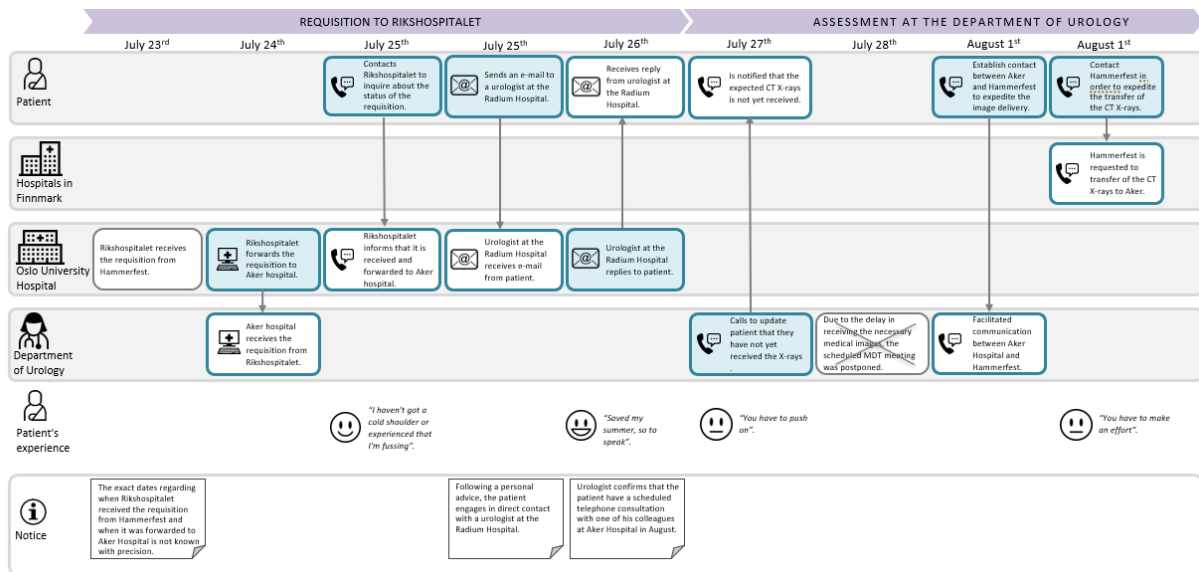 REQUISITION TO RIKSHOSPITALET
ASSESSMENT AT THE DEPARTMENT OF UROLOGY
July 23rd
July 24th
July 25th
July 25th
July 26th
July 27th
July 28th
August 1st
August 1st
Patient
Contacts
Rikshospitalet to
inquire about the
status of the
requisition.
Sends an e-mail to
a urologist at the
Radium Hospital.
Receives reply
from urologist at
the Radium
Hospital.
Is notified that the
expected CT X-rays
is not yet received.
Establish contact
between Aker
and Hammerfest
to expedite the
image delivery.
Contact
Hammerfest in
order to expedite
the transfer of
the CT X-rays.
Hospitals in
Finnmark
Hammerfest is
requested to
transfer of the CT
X-rays to Aker.
Oslo University
Hospital
Rikshospitalet receives
the requisition from
Hammerfest.
Rikshospitalet
forwards the
requisition to
Aker hospital.
Rikshospitalet
informs that it is
received and
forwarded to Aker
hospital.
Urologist at the
Radium Hospital
receives e-mail
from patient.
Urologist at the
Radium Hospital
replies to patient.
Department
of Urology
Aker hospital
receives the
requisition from
Rikshospitalet.
Calls to update
patient that they
have not yet
received the X-rays
.
Due to the delay in
receiving the necessary
medical images, the
scheduled MDT meeting
was postponed.
Facilitated
communication
between Aker
Hospital and
Hammerfest.
Patient's
experience
"I haven't got a
cold shoulder or
experienced that
I'm fussing".
"Saved my
summer, so to
speak".
"You have to push
on".
"You have to make
an effort".
Notice
The exact dates regarding
when Rikshospitalet
received the requisition
from Hammerfest and
when it was forwarded to
Aker Hospital is not known
with precision.
Following a personal
advice, the patient
engages in direct contact
with a urologist at the
Radium Hospital.
Urologist confirms that the
patient have a scheduled
telephone consultation
with one of his colleagues
at Aker Hospital in August.